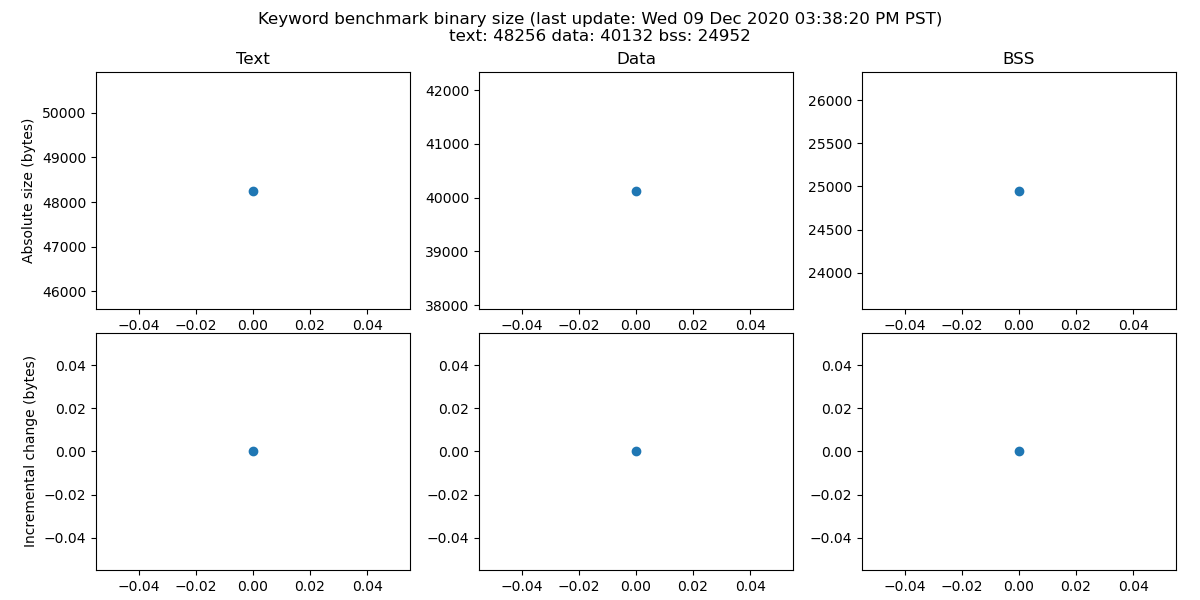 Keyword benchmark binary size (last update: Wed 09 Dec 2020 03:38:20 PM PST)
text: 48256 data: 40132 bss: 24952
Text
Data
BSS
Absolute size (bytes)
50000
49000
48000
47000
46000
−0.04 −0.02 0.00 0.02 0.04
42000
41000
40000
39000
38000
−0.04 −0.02 0.00 0.02 0.04
26000
25500
25000
24500
24000
−0.04 −0.02 0.00 0.02 0.04
Incremental change (bytes)
0.04
0.02
0.00
−0.02
−0.04
−0.04 −0.02 0.00 0.02 0.04
0.04
0.02
0.00
−0.02
−0.04
−0.04 −0.02 0.00 0.02 0.04
0.04
0.02
0.00
−0.02
−0.04
−0.04 −0.02 0.00 0.02 0.04